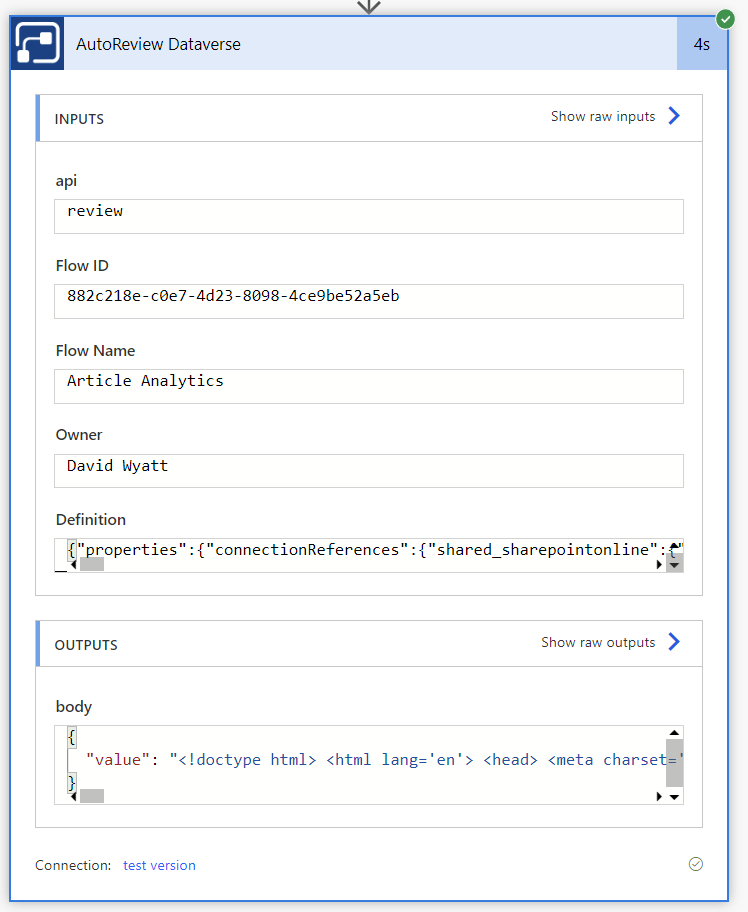 AutoReview Dataverse
4s
INPUTS
Show raw inputs
api
review
Flow ID
882c218e-c0e7-4d23-8098-4ce9be52a5eb
Flow Name
Article Analytics
Owner
David Wyatt
Definition
{"properties":{"connectionReferences":{"shared_sharepointonline":{"
OUTPUTS
Show raw outputs
body
{
"value": "<!doctype html> <html lang='en'> <head> <meta charset='
}
Connection: test version